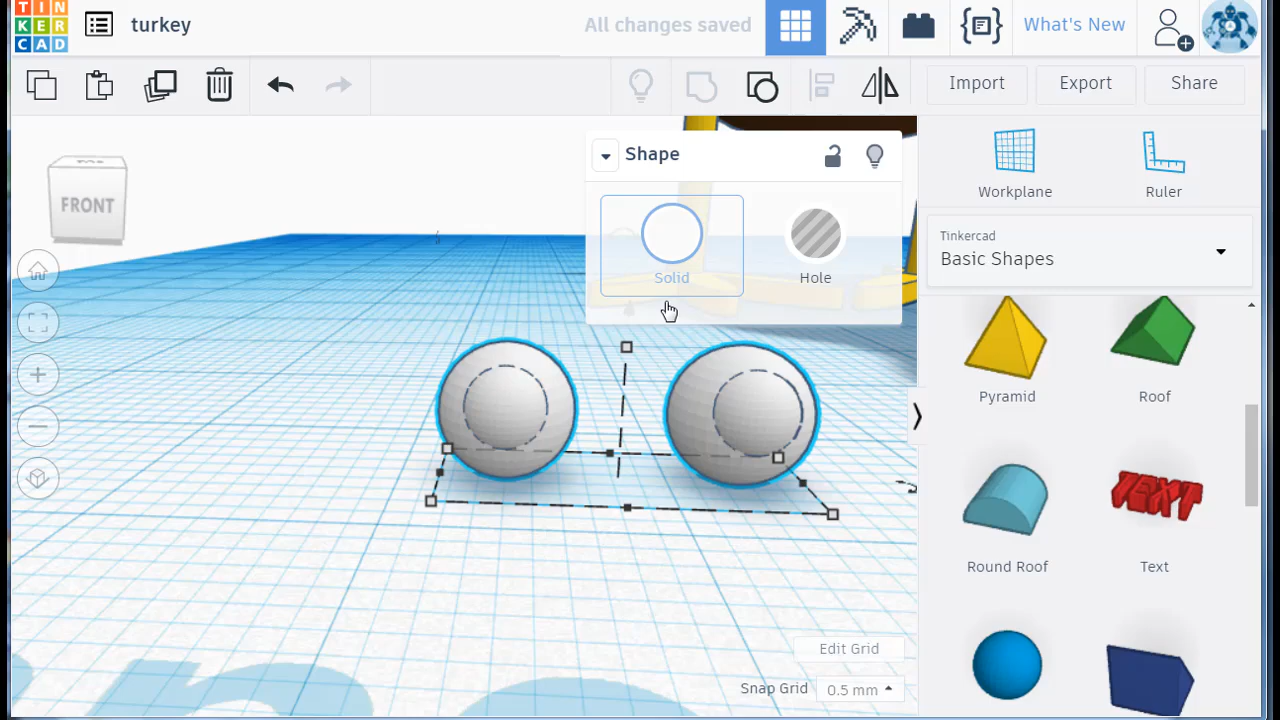 TIN
KER
CAD
turkey
All changes saved
What's New
Import
Export
Share
Shape
Solid
Hole
FRONT
Workplane
Ruler
Tinkercad
Basic Shapes
Pyramid
Roof
Round Roof
TEXT
Text
Edit Grid
Snap Grid
0.5 mm